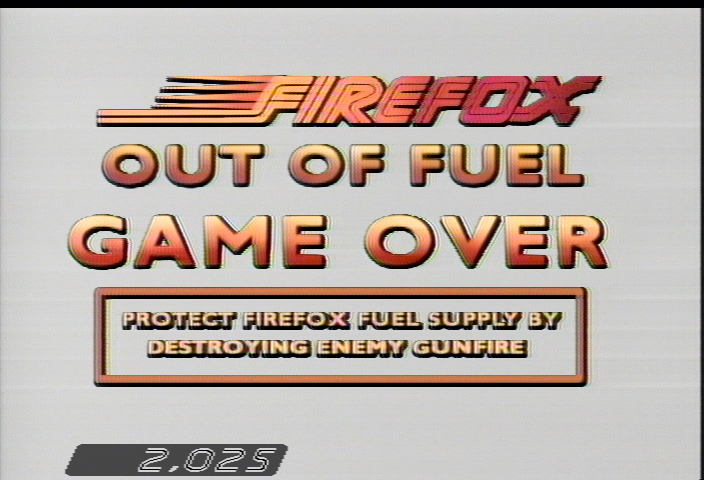 FIREFOX
OUT OF FUEL
GAME OVER
PROTECT FIREFOX FUEL SUPPLY BY
DESTROYING ENEMY GUNFIRE
2,025